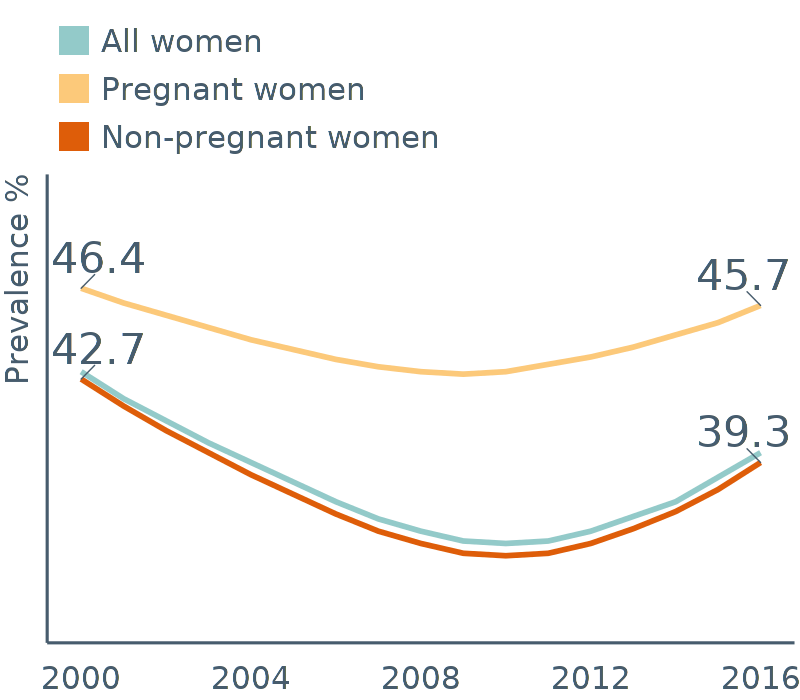 All women
Pregnant women
Non-pregnant women
Prevalence %
46.4
45.7
42.7
39.3
2000 2004 2008 2012 2016